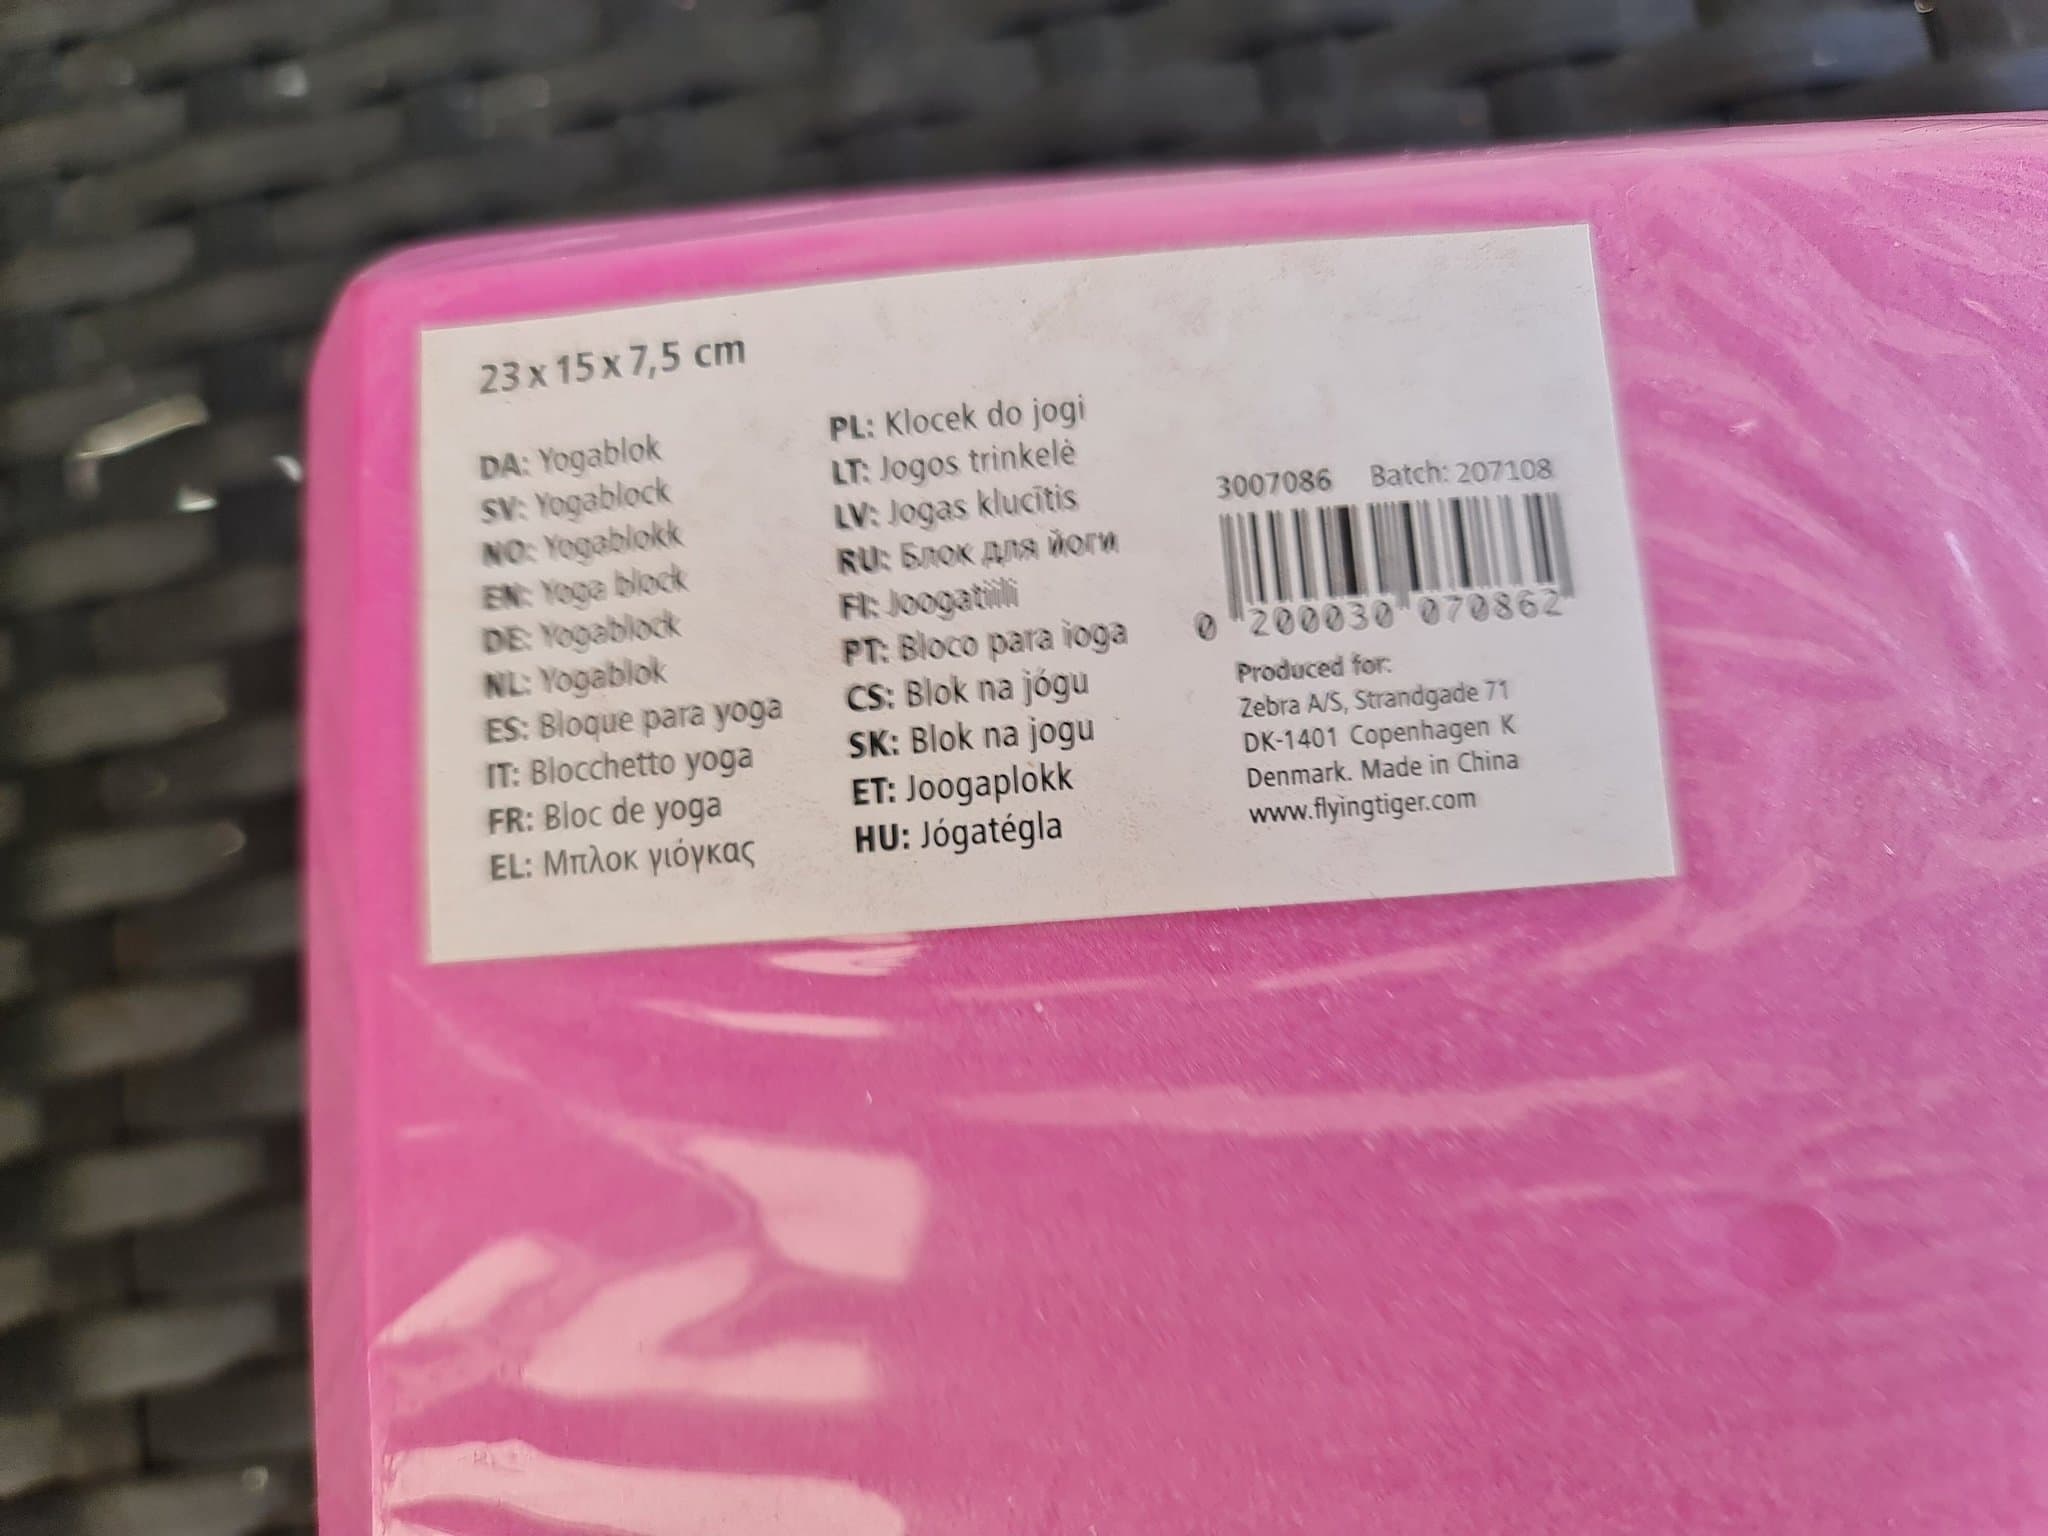 23 x 15 x 7,5 cm
DA: Yogablok
SV: Yogablock
NO: Yogablokk
EN: Yoga block
DE: Yogablock
NL: Yogablok
ES: Bloque para yoga
IT: Blocchetto yoga
FR: Bloc de yoga
EL: Μπλοκ γιόγκας
PL: Klocek do jogi
LT: Jogos trinkelė
LV: Jogas klucītis
RU: Блок для йоги
FI: Joogatiili
PT: Bloco para ioga
CS: Blok na jógu
SK: Blok na jogu
ET: Joogaplokk
HU: Jógatégla
3007086 Batch: 207108
0 200030 070862
Produced for:
Zebra A/S, Strandgade 71
DK-1401 Copenhagen K
Denmark. Made in China
www.flyingtiger.com